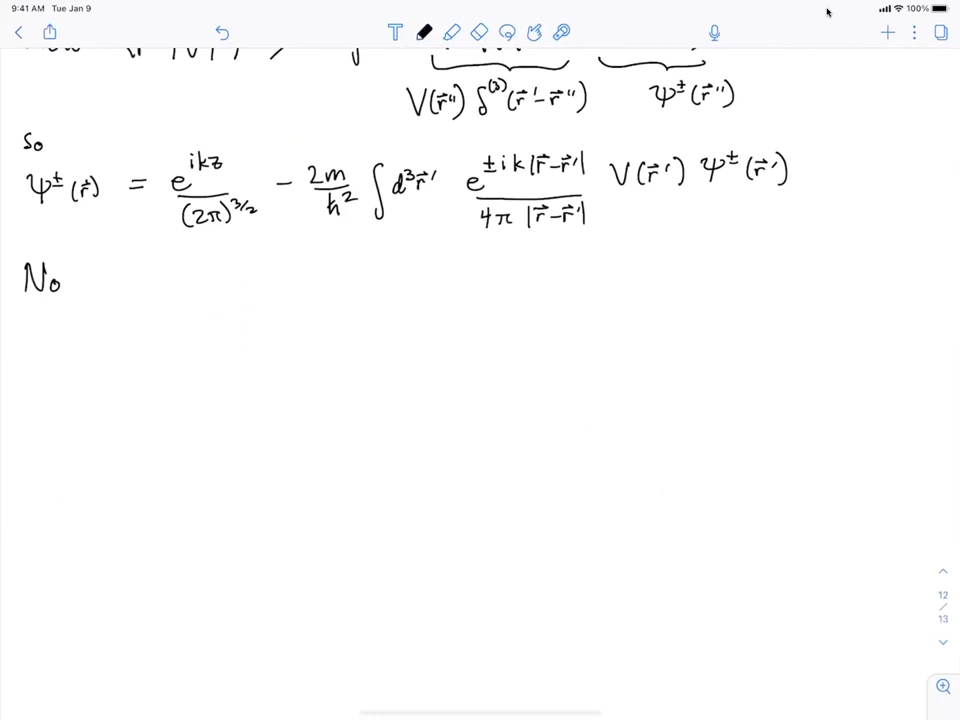 9:41 AM Tue Jan 9
100%
V(r⃗″) δ⁽³⁾(r⃗′−r⃗″) ψ±(r⃗″)
So
ψ±(r⃗) = e^{ikz}/(2π)^{3/2} − 2m/ħ² ∫d³r⃗′ e^{±ik|r⃗−r⃗′|}/4π|r⃗−r⃗′| V(r⃗′) ψ±(r⃗′)
No
12
/
13